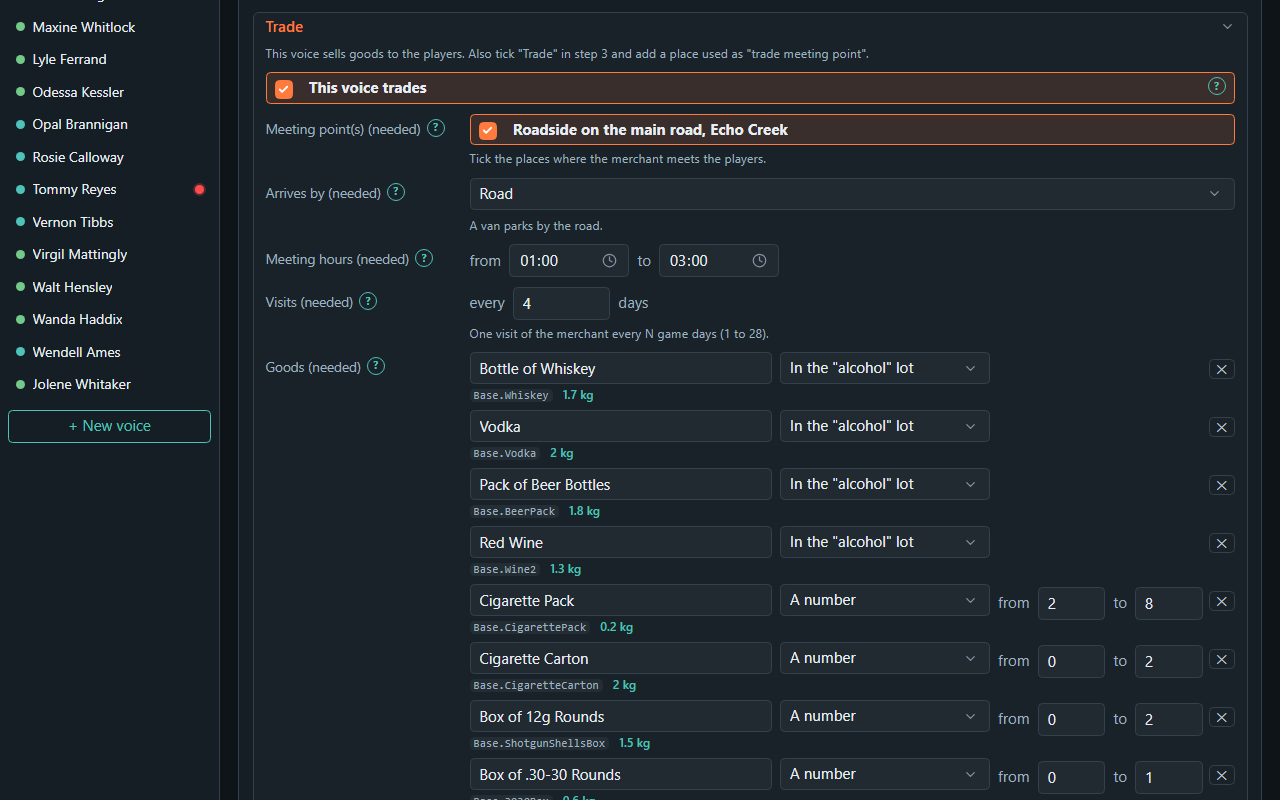 Maxine Whitlock
Lyle Ferrand
Odessa Kessler
Opal Brannigan
Rosie Calloway
Tommy Reyes
Vernon Tibbs
Virgil Mattingly
Walt Hensley
Wanda Haddix
Wendell Ames
Jolene Whitaker
+ New voice
Trade
This voice sells goods to the players. Also tick "Trade" in step 3 and add a place used as "trade meeting point".
This voice trades ?
Meeting point(s) (needed) ? Roadside on the main road, Echo Creek
Tick the places where the merchant meets the players.
Arrives by (needed) ? Road
A van parks by the road.
Meeting hours (needed) ? from 01:00 to 03:00
Visits (needed) ? every 4 days
One visit of the merchant every N game days (1 to 28).
Goods (needed) ? Bottle of Whiskey In the "alcohol" lot
Base.Whiskey 1.7 kg
Vodka In the "alcohol" lot
Base.Vodka 2 kg
Pack of Beer Bottles In the "alcohol" lot
Base.BeerPack 1.8 kg
Red Wine In the "alcohol" lot
Base.Wine2 1.3 kg
Cigarette Pack A number from 2 to 8
Base.CigarettePack 0.2 kg
Cigarette Carton A number from 0 to 2
Base.CigaretteCarton 2 kg
Box of 12g Rounds A number from 0 to 2
Base.ShotgunShellsBox 1.5 kg
Box of .30-30 Rounds A number from 0 to 1